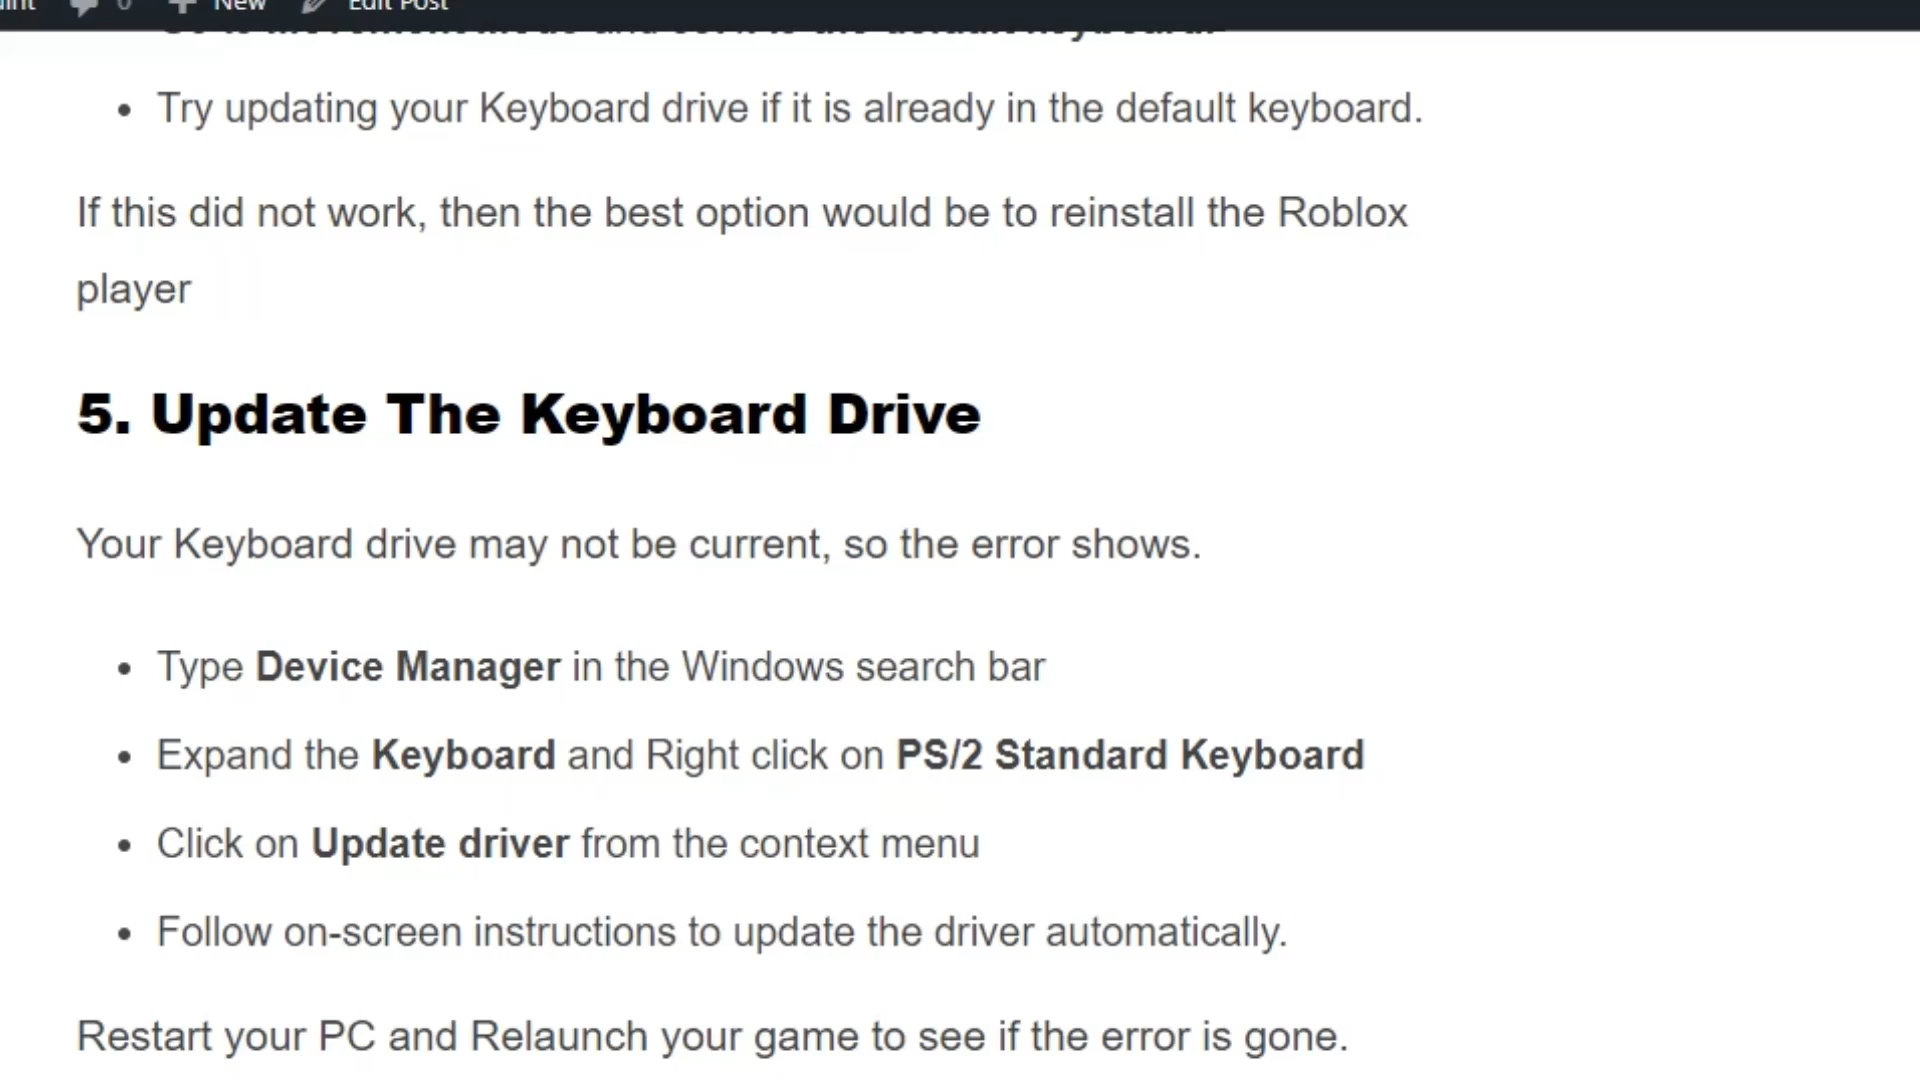 0 New Edit Post
Try updating your Keyboard drive if it is already in the default keyboard.
If this did not work, then the best option would be to reinstall the Roblox
player
5. Update The Keyboard Drive
Your Keyboard drive may not be current, so the error shows.
Type Device Manager in the Windows search bar
Expand the Keyboard and Right click on PS/2 Standard Keyboard
Click on Update driver from the context menu
Follow on-screen instructions to update the driver automatically.
Restart your PC and Relaunch your game to see if the error is gone.